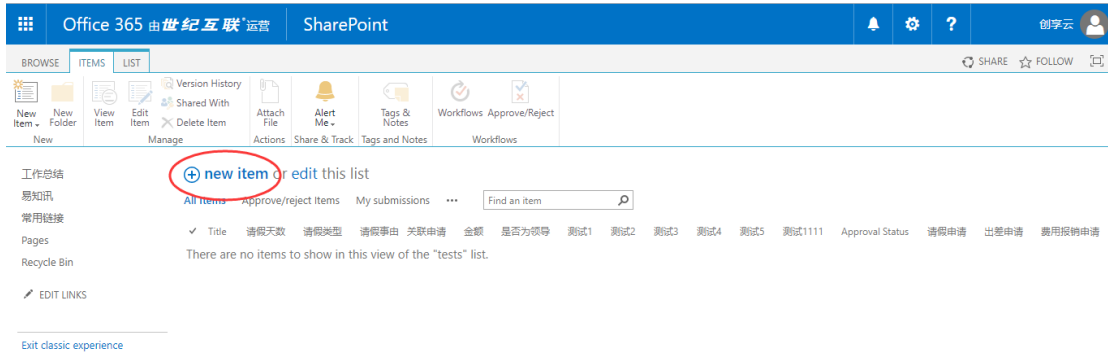 Office 365 由世纪互联运营 SharePoint ? 创享云
BROWSE ITEMS LIST SHARE FOLLOW
New Item New Folder View Item Edit Item Version History Shared With Delete Item Attach File Alert Me Tags & Notes Workflows Approve/Reject
New Manage Actions Share & Track Tags and Notes Workflows
工作总结
易知讯
常用链接
Pages
Recycle Bin
EDIT LINKS
Exit classic experience
new item or edit this list
All Items Approve/reject Items My submissions ••• Find an item
Title 请假天数 请假类型 请假事由 关联申请 金额 是否为领导 测试1 测试2 测试3 测试4 测试5 测试1111 Approval Status 请假申请 出差申请 费用报销申请
There are no items to show in this view of the "tests" list.